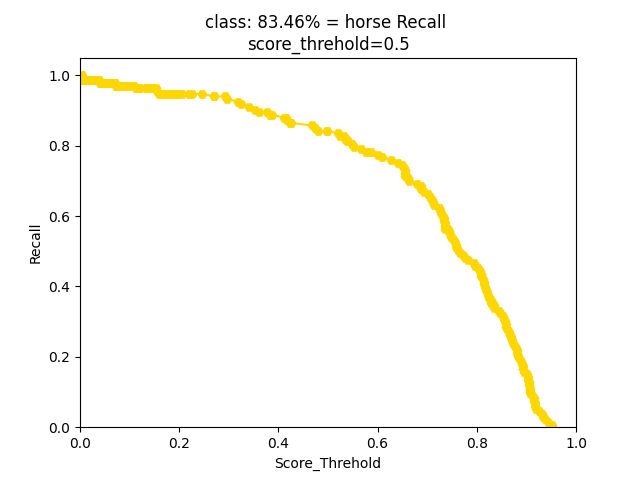 class: 83.46% = horse Recall
score_threhold=0.5
Recall
1.0
0.8
0.6
0.4
0.2
0.0
0.0 0.2 0.4 0.6 0.8 1.0
Score_Threhold